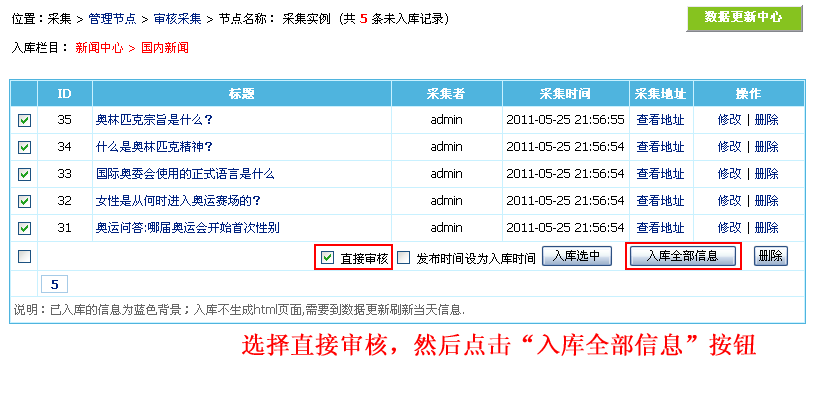 位置：采集 > 管理节点 > 审核采集 > 节点名称： 采集实例 (共 5 条未入库记录)
数据更新中心
入库栏目： 新闻中心 > 国内新闻
ID 标题 采集者 采集时间 采集地址 操作
35 奥林匹克宗旨是什么? admin 2011-05-25 21:56:55 查看地址 修改 | 删除
34 什么是奥林匹克精神? admin 2011-05-25 21:56:54 查看地址 修改 | 删除
33 国际奥委会使用的正式语言是什么 admin 2011-05-25 21:56:54 查看地址 修改 | 删除
32 女性是从何时进入奥运赛场的? admin 2011-05-25 21:56:54 查看地址 修改 | 删除
31 奥运问答:哪届奥运会开始首次性别 admin 2011-05-25 21:56:54 查看地址 修改 | 删除
直接审核 发布时间设为入库时间 入库选中 入库全部信息 删除
5
说明：已入库的信息为蓝色背景；入库不生成html页面,需要到数据更新刷新当天信息.
选择直接审核，然后点击“入库全部信息”按钮